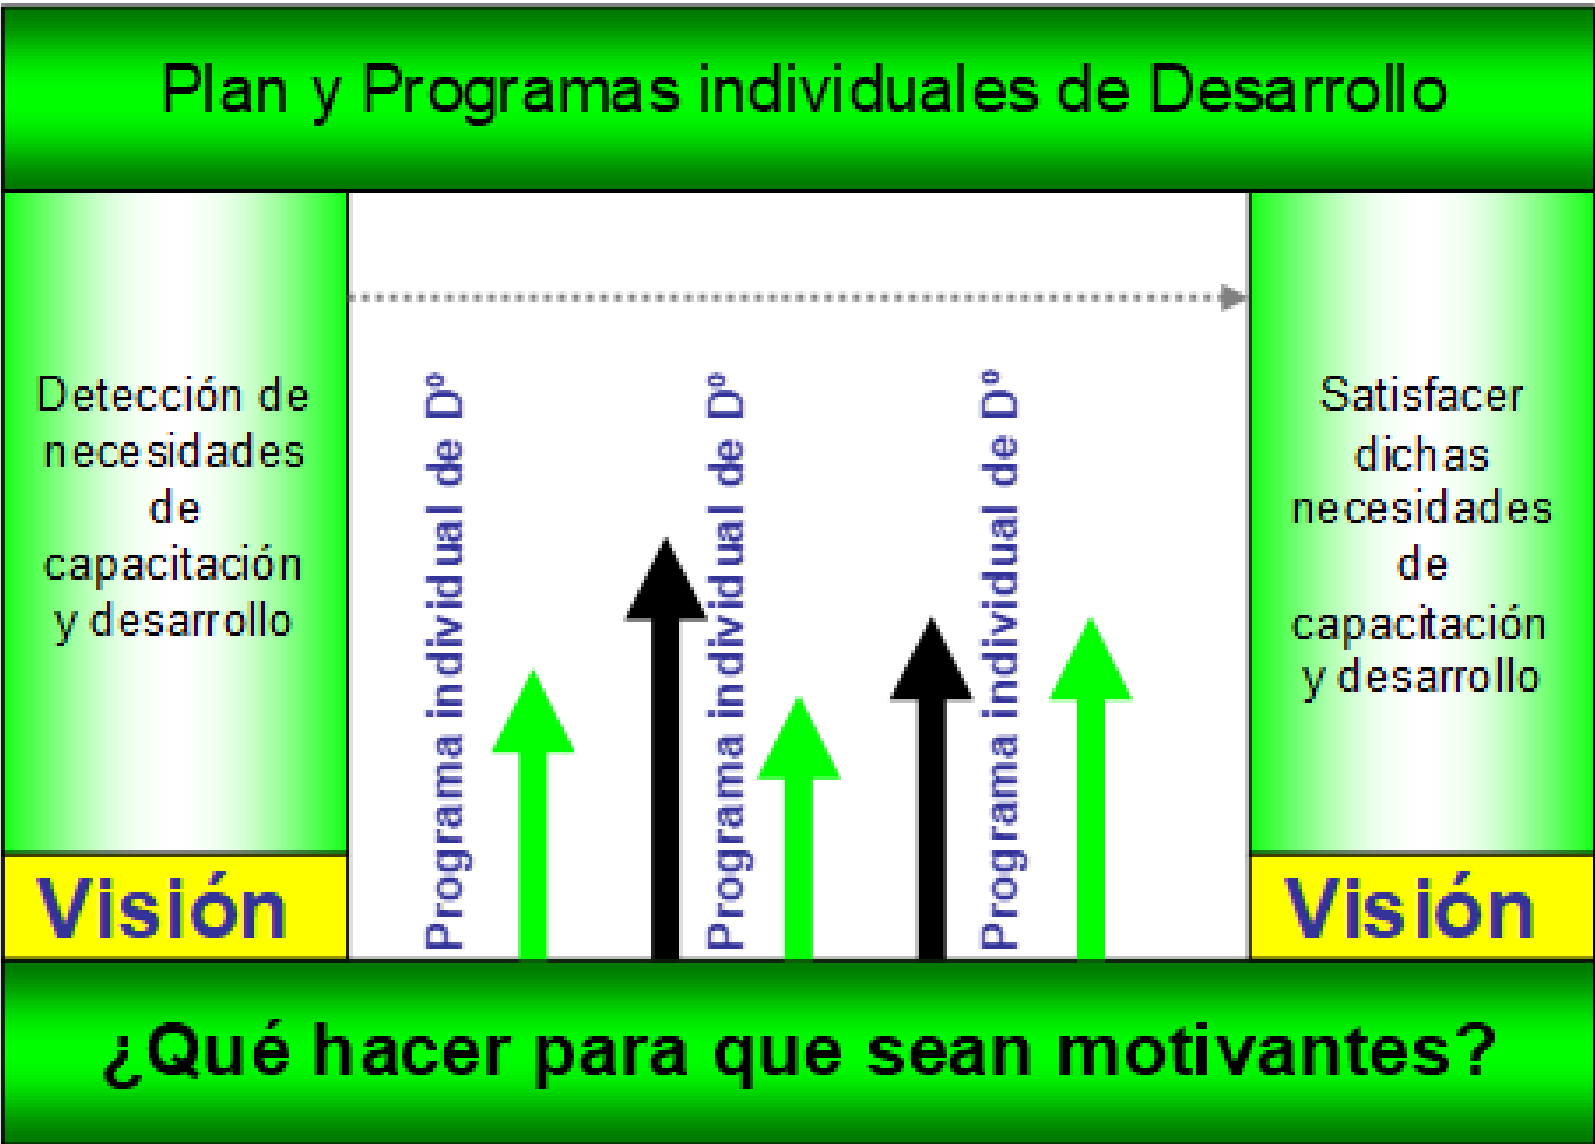 Plan y Programas individuales de Desarrollo
Detección de
necesidades
de
capacitación
y desarrollo
Visión
Programa individual de Dº
Programa individual de Dº
Programa individual de Dº
Satisfacer
dichas
necesidades
de
capacitación
y desarrollo
Visión
¿Qué hacer para que sean motivantes?